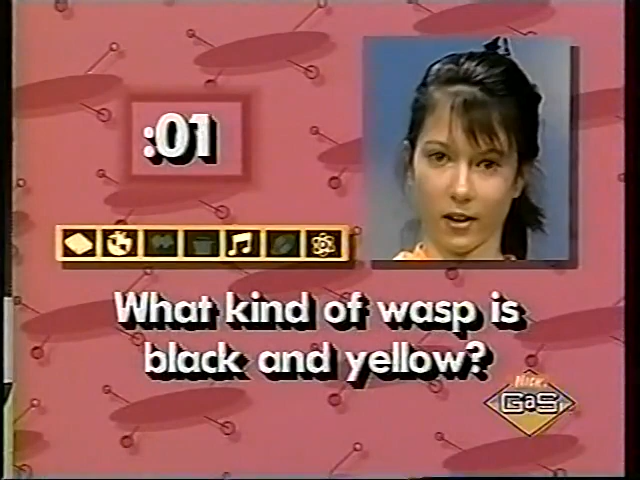 :01
What kind of wasp is
black and yellow?
Nick
GaS